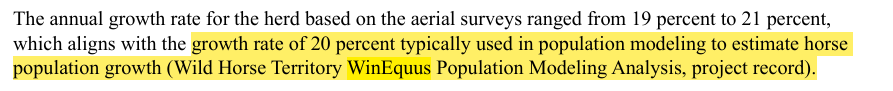 The annual growth rate for the herd based on the aerial surveys ranged from 19 percent to 21 percent,
which aligns with the growth rate of 20 percent typically used in population modeling to estimate horse
population growth (Wild Horse Territory WinEquus Population Modeling Analysis, project record).